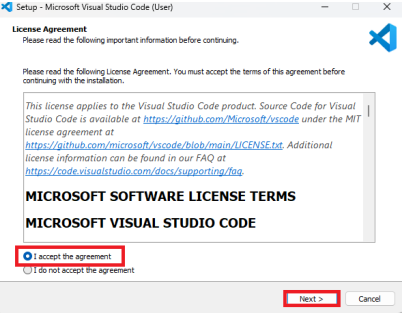 Setup - Microsoft Visual Studio Code (User)
License Agreement
Please read the following important information before continuing.
Please read the following License Agreement. You must accept the terms of this agreement before
continuing with the installation.
This license applies to the Visual Studio Code product. Source Code for Visual
Studio Code is available at https://github.com/Microsoft/vscode under the MIT
license agreement at
https://github.com/microsoft/vscode/blob/main/LICENSE.txt. Additional
license information can be found in our FAQ at
https://code.visualstudio.com/docs/supporting/faq.
MICROSOFT SOFTWARE LICENSE TERMS
MICROSOFT VISUAL STUDIO CODE
I accept the agreement
I do not accept the agreement
Next >
Cancel